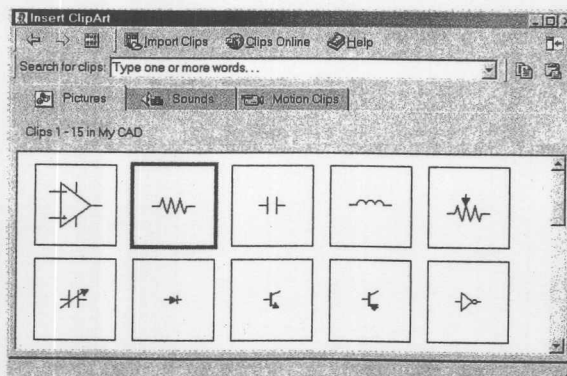 Insert ClipArt
Import Clips Clips Online Help
Search for clips: Type one or more words...
Pictures Sounds Motion Clips
Clips 1 - 15 in My CAD